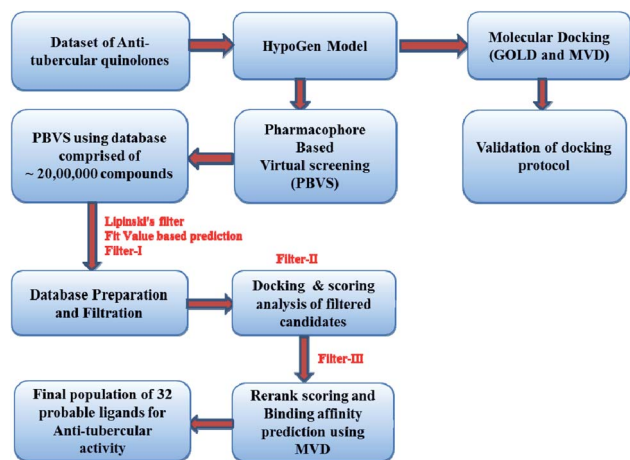 Dataset of Anti-
tubercular quinolones
HypoGen Model
Molecular Docking
(GOLD and MVD)
PBVS using database
comprised of
~ 20,00,000 compounds
Pharmacophore
Based
Virtual screening
(PBVS)
Validation of docking
protocol
Lipinski's filter
Fit Value based prediction
Filter-I
Filter-II
Database Preparation
and Filtration
Docking & scoring
analysis of filtered
candidates
Filter-III
Final population of 32
probable ligands for
Anti-tubercular
activity
Rerank scoring and
Binding affinity
prediction using
MVD